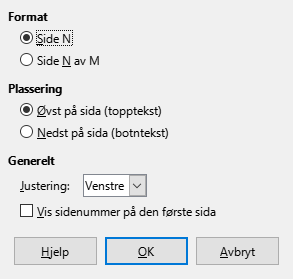 Format
Side N
Side N av M
Plassering
Øvst på sida (topptekst)
Nedst på sida (botntekst)
Generelt
Justering: Venstre
Vis sidenummer på den første sida
Hjelp OK Avbryt